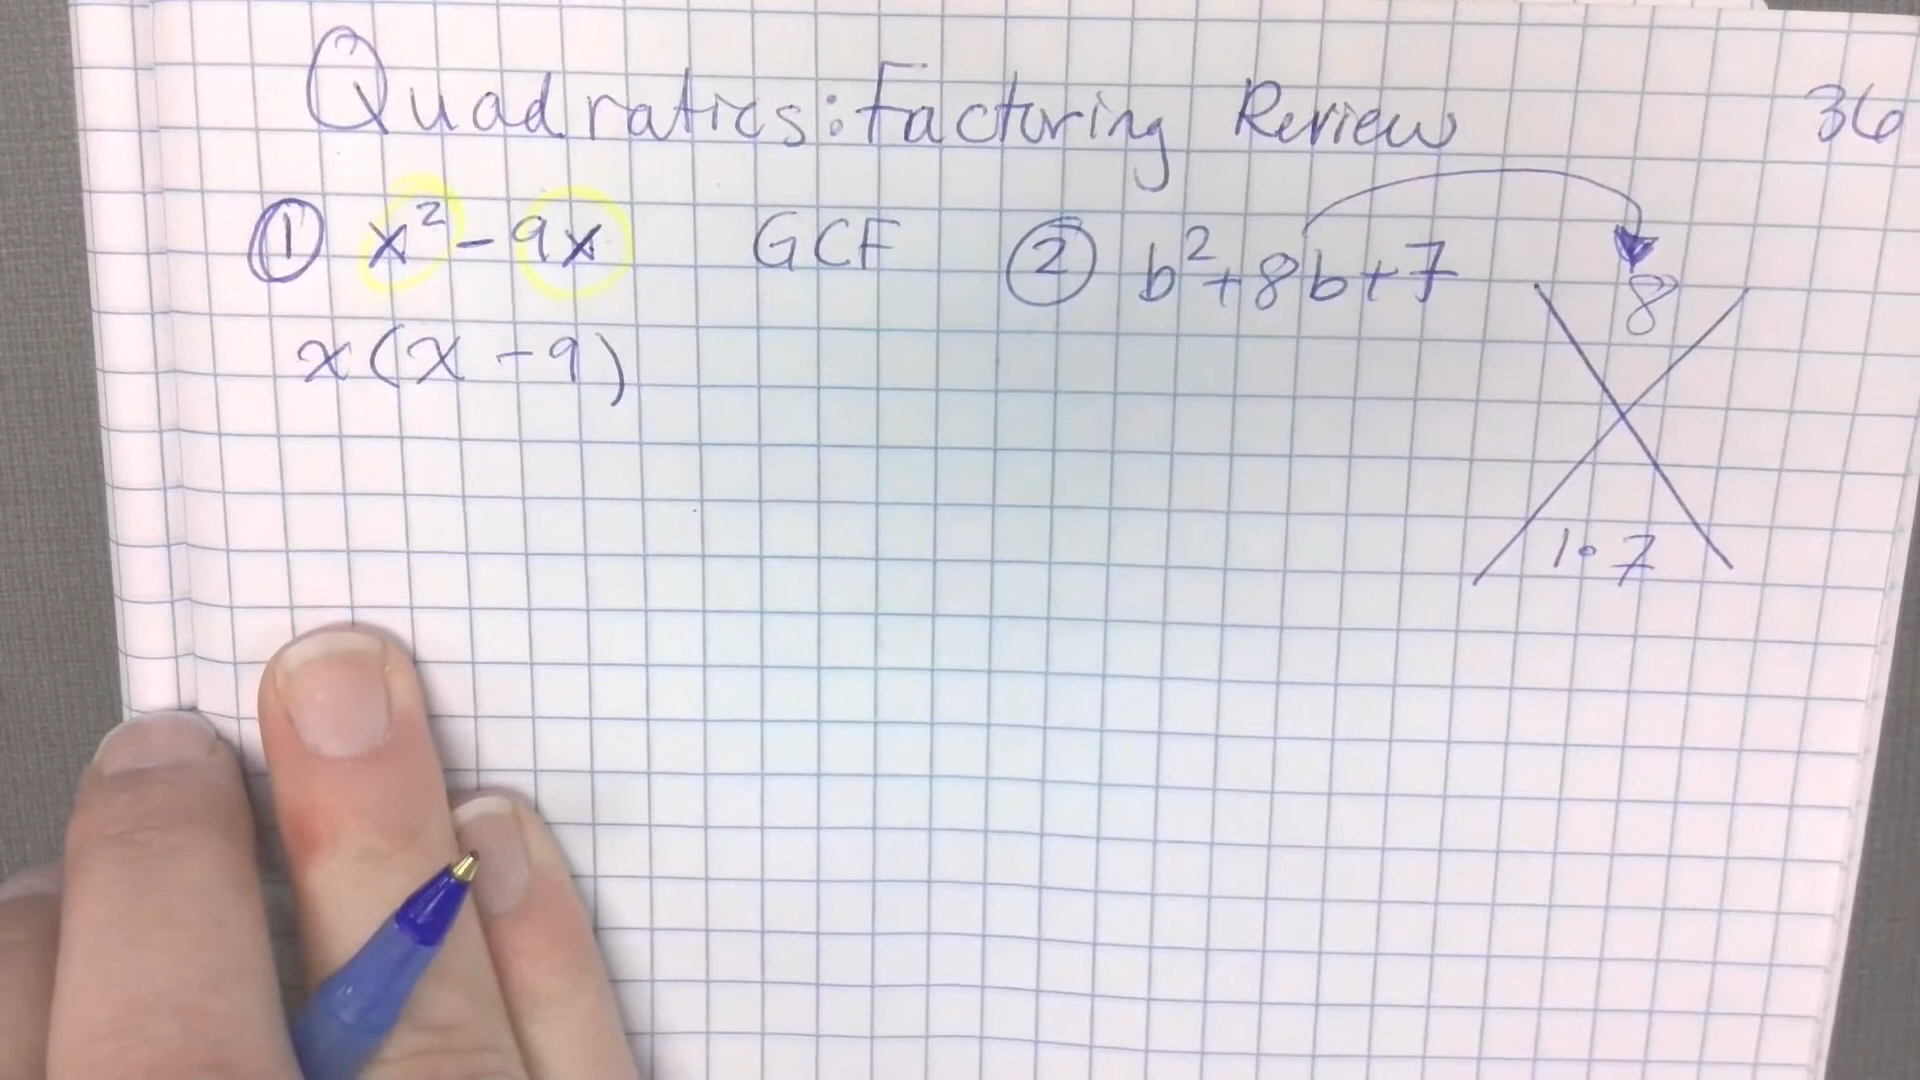 Quadratics: Factoring Review 36
① x² - 9x GCF
x(x - 9)
② b² + 8b + 7
8
1 • 7